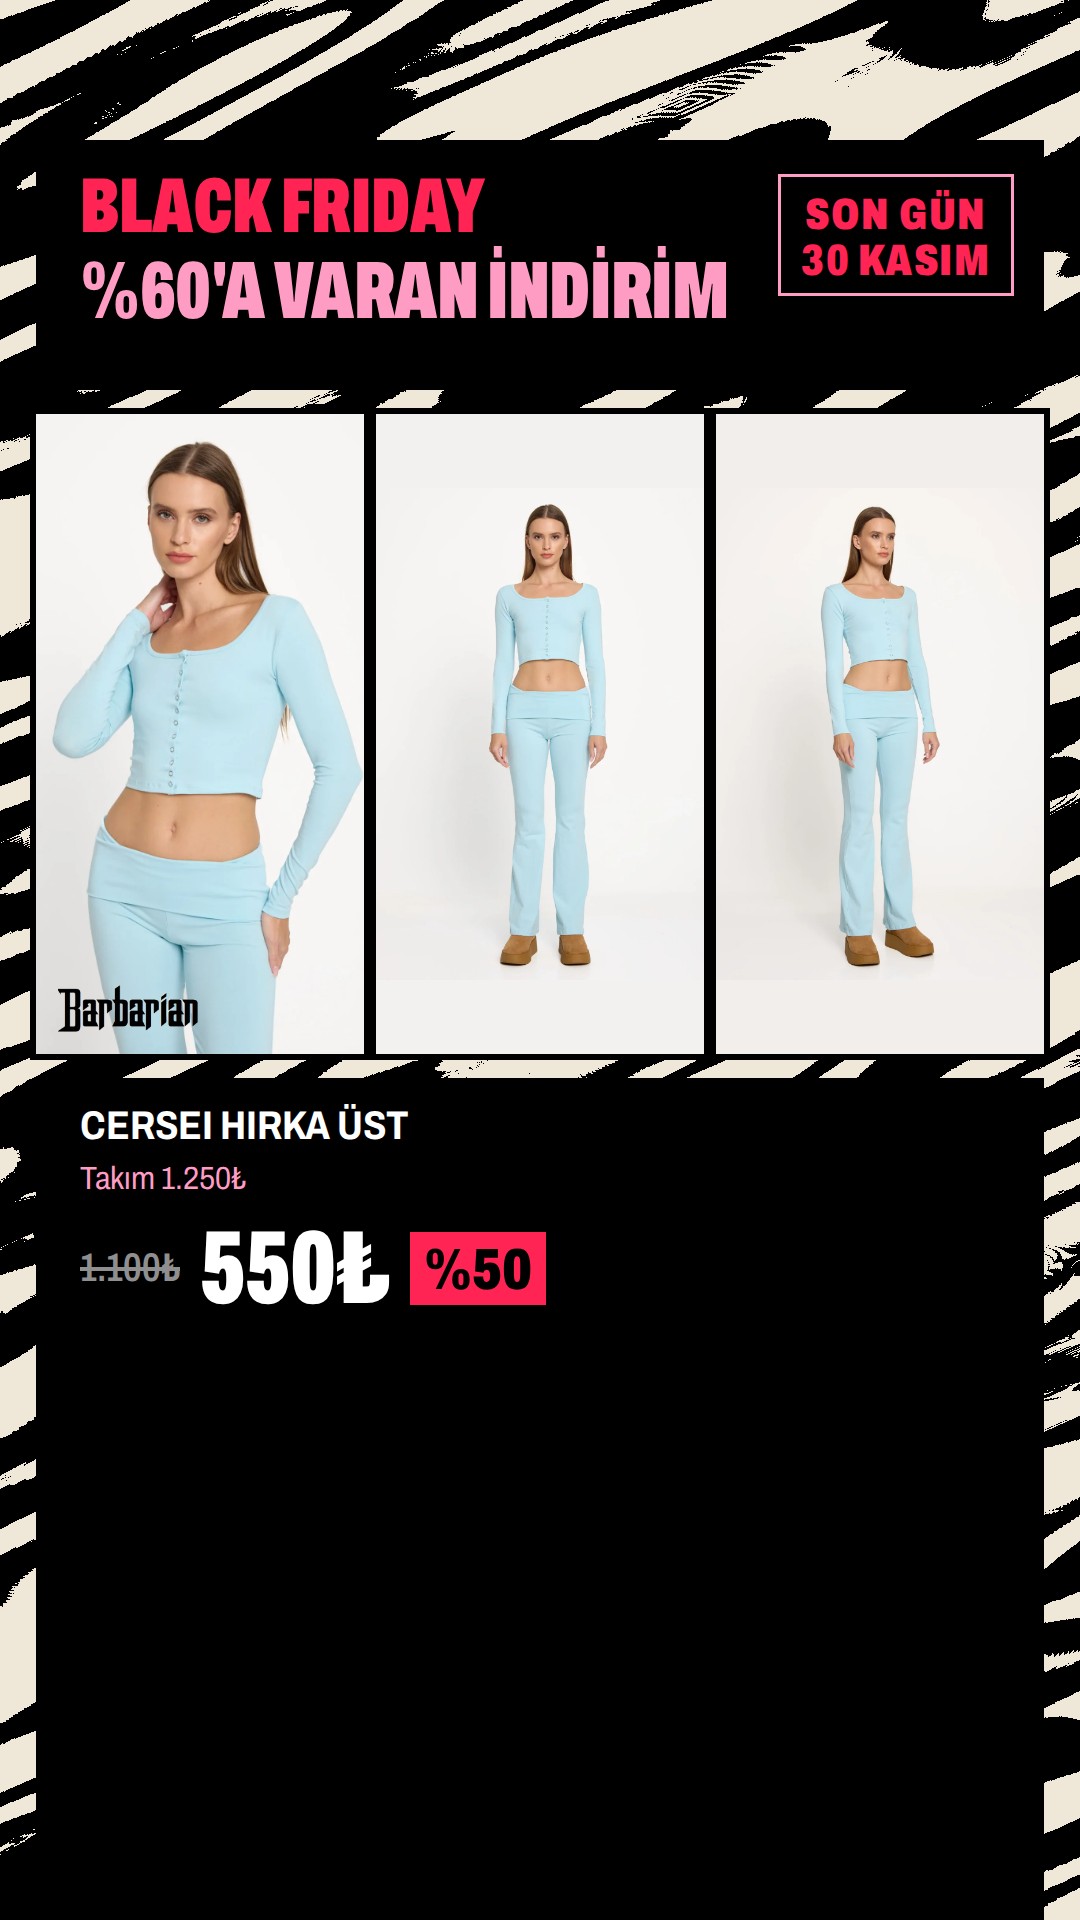 BLACK FRIDAY
%60'A VARAN İNDİRİM
SON GÜN
30 KASIM
Barbarian
CERSEI HIRKA ÜST
Takım 1.250₺
1.100₺ 550₺ %50